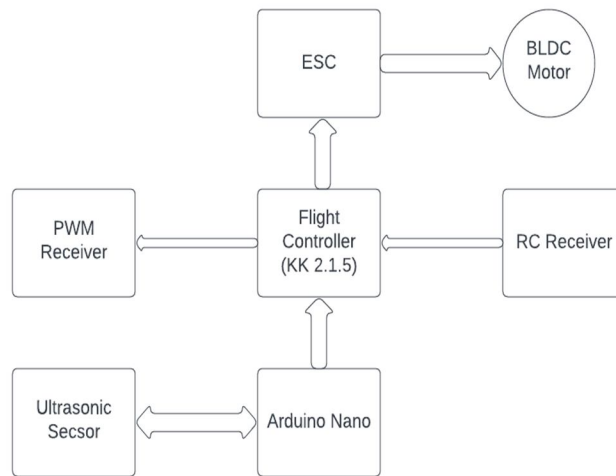 ESC
BLDC
Motor
PWM
Receiver
Flight
Controller
(KK 2.1.5)
RC Receiver
Ultrasonic
Secsor
Arduino Nano